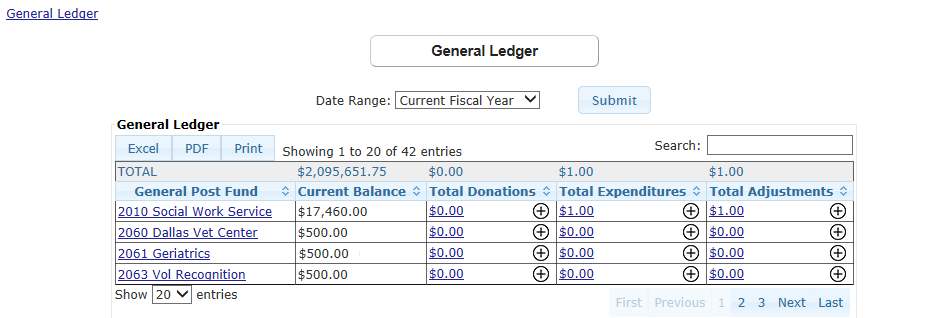 General Ledger
General Ledger
Date Range: Current Fiscal Year Submit
General Ledger
Excel PDF Print Showing 1 to 20 of 42 entries Search:
TOTAL $2,095,651.75 $0.00 $1.00 $1.00
General Post Fund Current Balance Total Donations Total Expenditures Total Adjustments
2010 Social Work Service $17,460.00 $0.00 $1.00 $1.00
2060 Dallas Vet Center $500.00 $0.00 $0.00 $0.00
2061 Geriatrics $500.00 $0.00 $0.00 $0.00
2063 Vol Recognition $500.00 $0.00 $0.00 $0.00
Show 20 entries
First Previous 1 2 3 Next Last